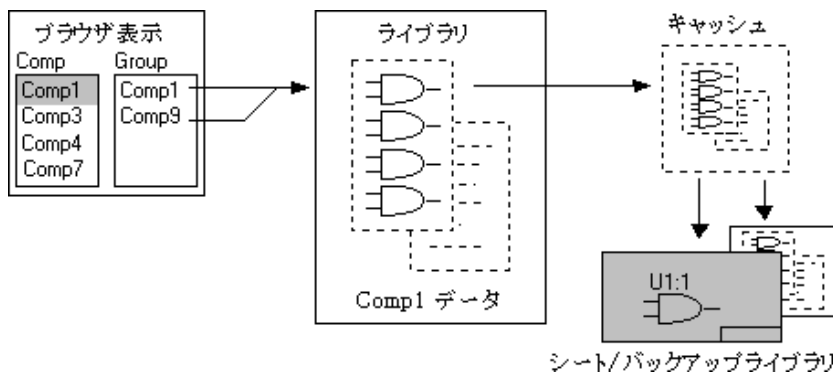 ブラウザ表示
Comp Group
Comp1
Comp3
Comp4
Comp7
Comp1
Comp9
ライブラリ
Comp1 データ
キャッシュ
U1:1
シート/バックアップライブラリ